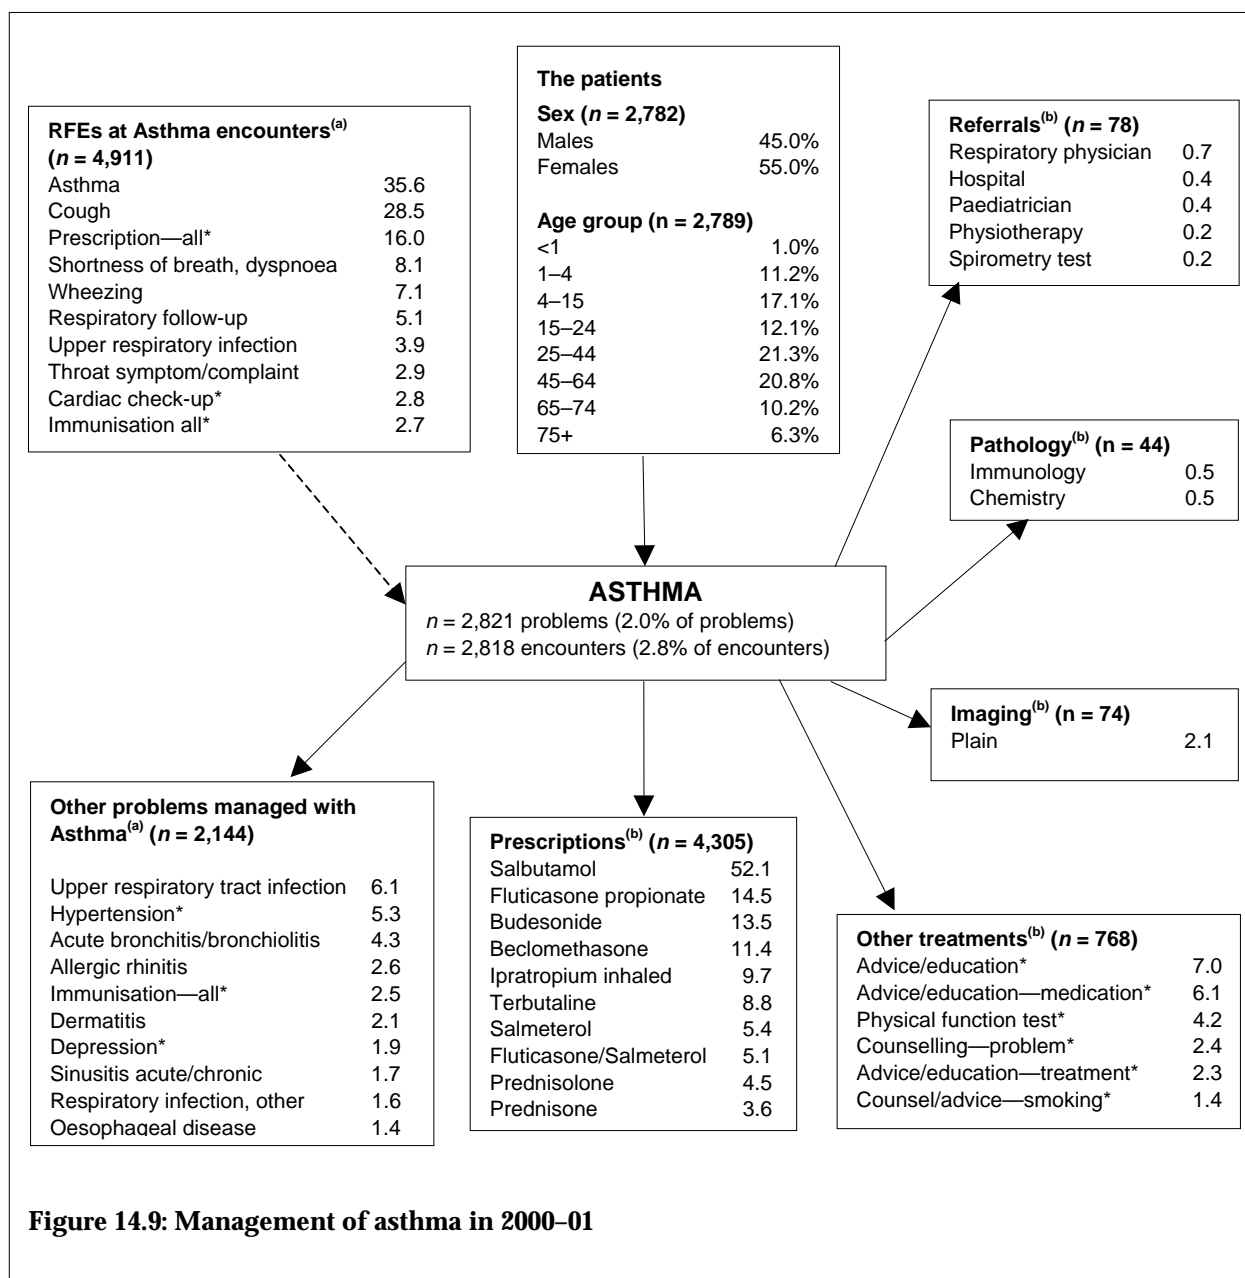 The patients
Sex (n = 2,782)
Males 45.0%
Females 55.0%
Age group (n = 2,789)
<1 1.0%
1–4 11.2%
4–15 17.1%
15–24 12.1%
25–44 21.3%
45–64 20.8%
65–74 10.2%
75+ 6.3%
RFEs at Asthma encounters(a)
(n = 4,911)
Asthma 35.6
Cough 28.5
Prescription—all* 16.0
Shortness of breath, dyspnoea 8.1
Wheezing 7.1
Respiratory follow-up 5.1
Upper respiratory infection 3.9
Throat symptom/complaint 2.9
Cardiac check-up* 2.8
Immunisation all* 2.7
Referrals(b) (n = 78)
Respiratory physician 0.7
Hospital 0.4
Paediatrician 0.4
Physiotherapy 0.2
Spirometry test 0.2
Pathology(b) (n = 44)
Immunology 0.5
Chemistry 0.5
ASTHMA
n = 2,821 problems (2.0% of problems)
n = 2,818 encounters (2.8% of encounters)
Imaging(b) (n = 74)
Plain 2.1
Other problems managed with
Asthma(a) (n = 2,144)
Upper respiratory tract infection 6.1
Hypertension* 5.3
Acute bronchitis/bronchiolitis 4.3
Allergic rhinitis 2.6
Immunisation—all* 2.5
Dermatitis 2.1
Depression* 1.9
Sinusitis acute/chronic 1.7
Respiratory infection, other 1.6
Oesophageal disease 1.4
Prescriptions(b) (n = 4,305)
Salbutamol 52.1
Fluticasone propionate 14.5
Budesonide 13.5
Beclomethasone 11.4
Ipratropium inhaled 9.7
Terbutaline 8.8
Salmeterol 5.4
Fluticasone/Salmeterol 5.1
Prednisolone 4.5
Prednisone 3.6
Other treatments(b) (n = 768)
Advice/education* 7.0
Advice/education—medication* 6.1
Physical function test* 4.2
Counselling—problem* 2.4
Advice/education—treatment* 2.3
Counsel/advice—smoking* 1.4
Figure 14.9: Management of asthma in 2000–01